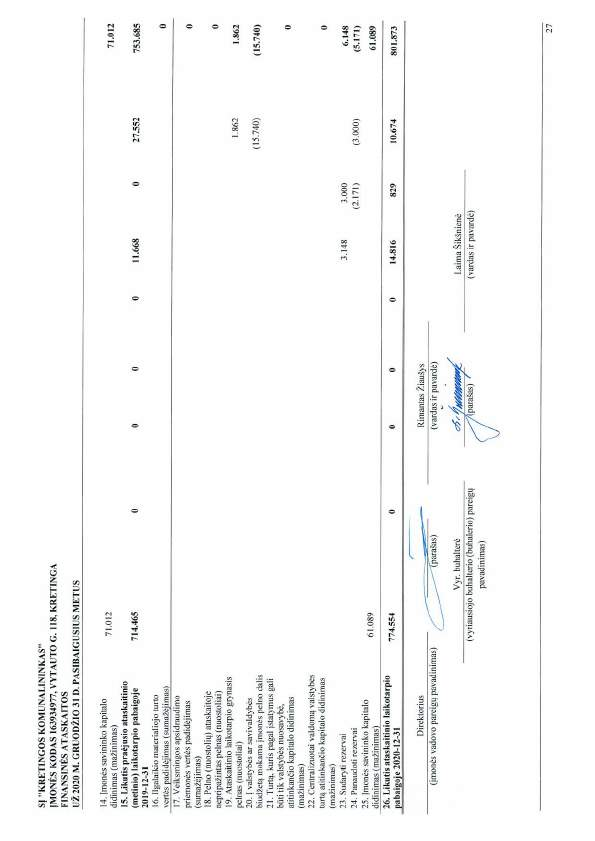 SĮ "KRETINGOS KOMUNALININKAS"
ĮMONĖS KODAS 163934977, VYTAUTO G. 118, KRETINGA
FINANSINĖS ATASKAITOS
UŽ 2020 M. GRUODŽIO 31 D. PASIBAIGUSIUS METUS
14. Įmonės savininko kapitalo
didinimas (mažinimas) 71.012 71.012
15. Likutis praėjusio ataskaitinio
(metinio) laikotarpio pabaigoje
2019-12-31 714.465 0 0 0 0 11.668 0 27.552 753.685
16. Ilgalaikio materialiojo turto
vertės padidėjimas (sumažėjimas) 0
17. Veiksmingos apsidraudimo
priemonės vertės padidėjimas
(sumažėjimas) 0
18. Pelno (nuostolių) ataskaitoje
nepripažintas pelnas (nuostoliai) 0
19. Ataskaitinio laikotarpio grynasis
pelnas (nuostoliai) 1.862 1.862
20. Į valstybės ar savivaldybės
biudžetą mokama įmonės pelno dalis (15.740) (15.740)
21. Turtą, kuris pagal įstatymus gali
būti tik valstybės nuosavybė,
atitinkančio kapitalo didinimas
(mažinimas) 0
22. Centralizuotai valdomą valstybės
turtą atitinkančio kapitalo didinimas
(mažinimas) 0
23. Sudaryti rezervai 3.148 3.000 6.148
24. Panaudoti rezervai (2.171) (3.000) (5.171)
25. Įmonės savininko kapitalo
didinimas (mažinimas) 61.089 61.089
26. Likutis ataskaitinio laikotarpio
pabaigoje 2020-12-31 774.554 0 0 0 0 14.816 829 10.674 801.873
Direktorius Rimantas Žiaušys
(įmonės vadovo pareigų pavadinimas) (parašas) (vardas ir pavardė)
Vyr. buhalterė Laima Šikšnienė
(vyriausiojo buhalterio (buhalterio) pareigų
pavadinimas) (parašas) (vardas ir pavardė)
27